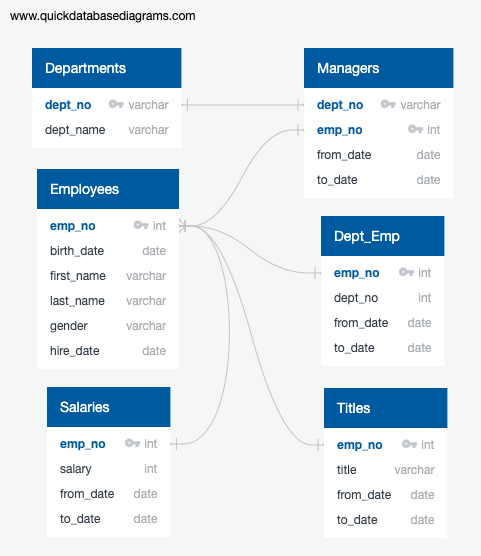 www.quickdatabasediagrams.com
Departments
dept_no varchar
dept_name varchar
Managers
dept_no varchar
emp_no int
from_date date
to_date date
Employees
emp_no int
birth_date date
first_name varchar
last_name varchar
gender varchar
hire_date date
Dept_Emp
emp_no int
dept_no int
from_date date
to_date date
Salaries
emp_no int
salary int
from_date date
to_date date
Titles
emp_no int
title varchar
from_date date
to_date date